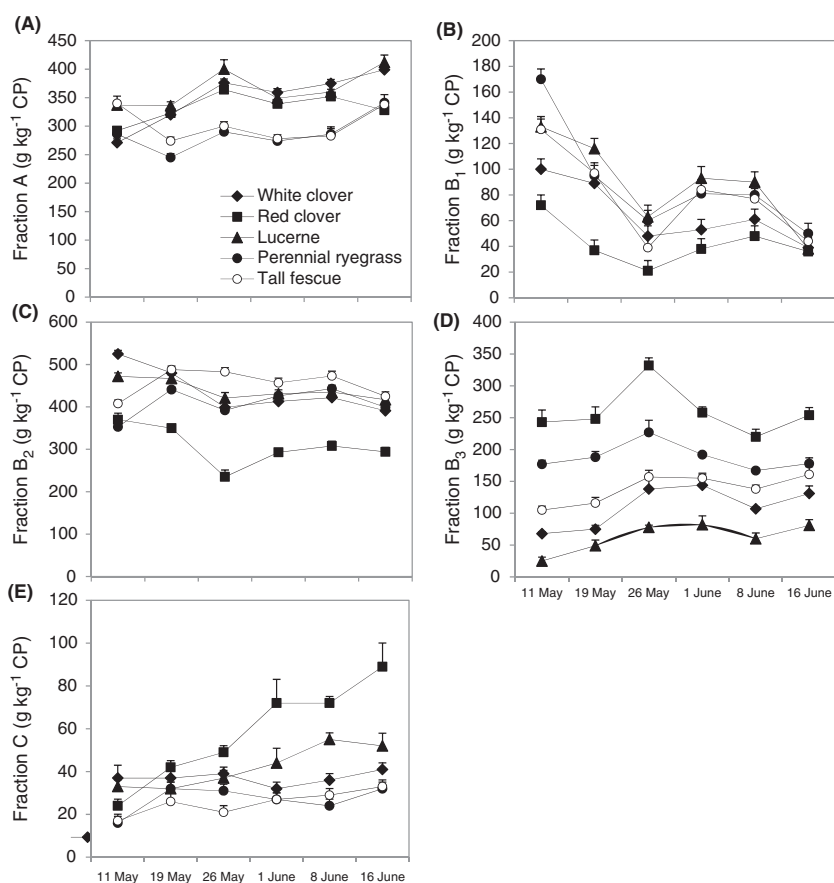 (A)
Fraction A (g kg⁻¹ CP)
450
400
350
300
250
200
150
100
50
0
White clover
Red clover
Lucerne
Perennial ryegrass
Tall fescue
(B)
Fraction B₁ (g kg⁻¹ CP)
200
180
160
140
120
100
80
60
40
20
0
(C)
Fraction B₂ (g kg⁻¹ CP)
600
500
400
300
200
100
0
(D)
Fraction B₃ (g kg⁻¹ CP)
400
350
300
250
200
150
100
50
0
11 May 19 May 26 May 1 June 8 June 16 June
(E)
Fraction C (g kg⁻¹ CP)
120
100
80
60
40
20
0
11 May 19 May 26 May 1 June 8 June 16 June